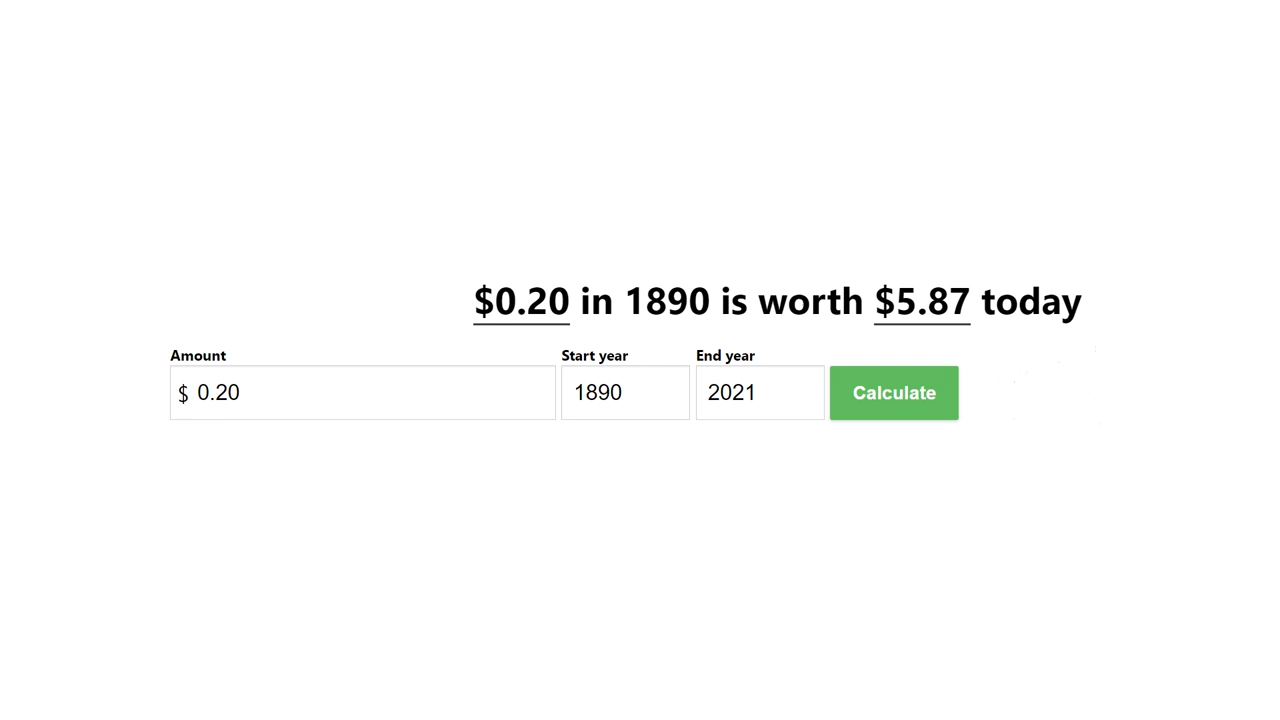 $0.20 in 1890 is worth $5.87 today
Amount Start year End year
$ 0.20 1890 2021 Calculate